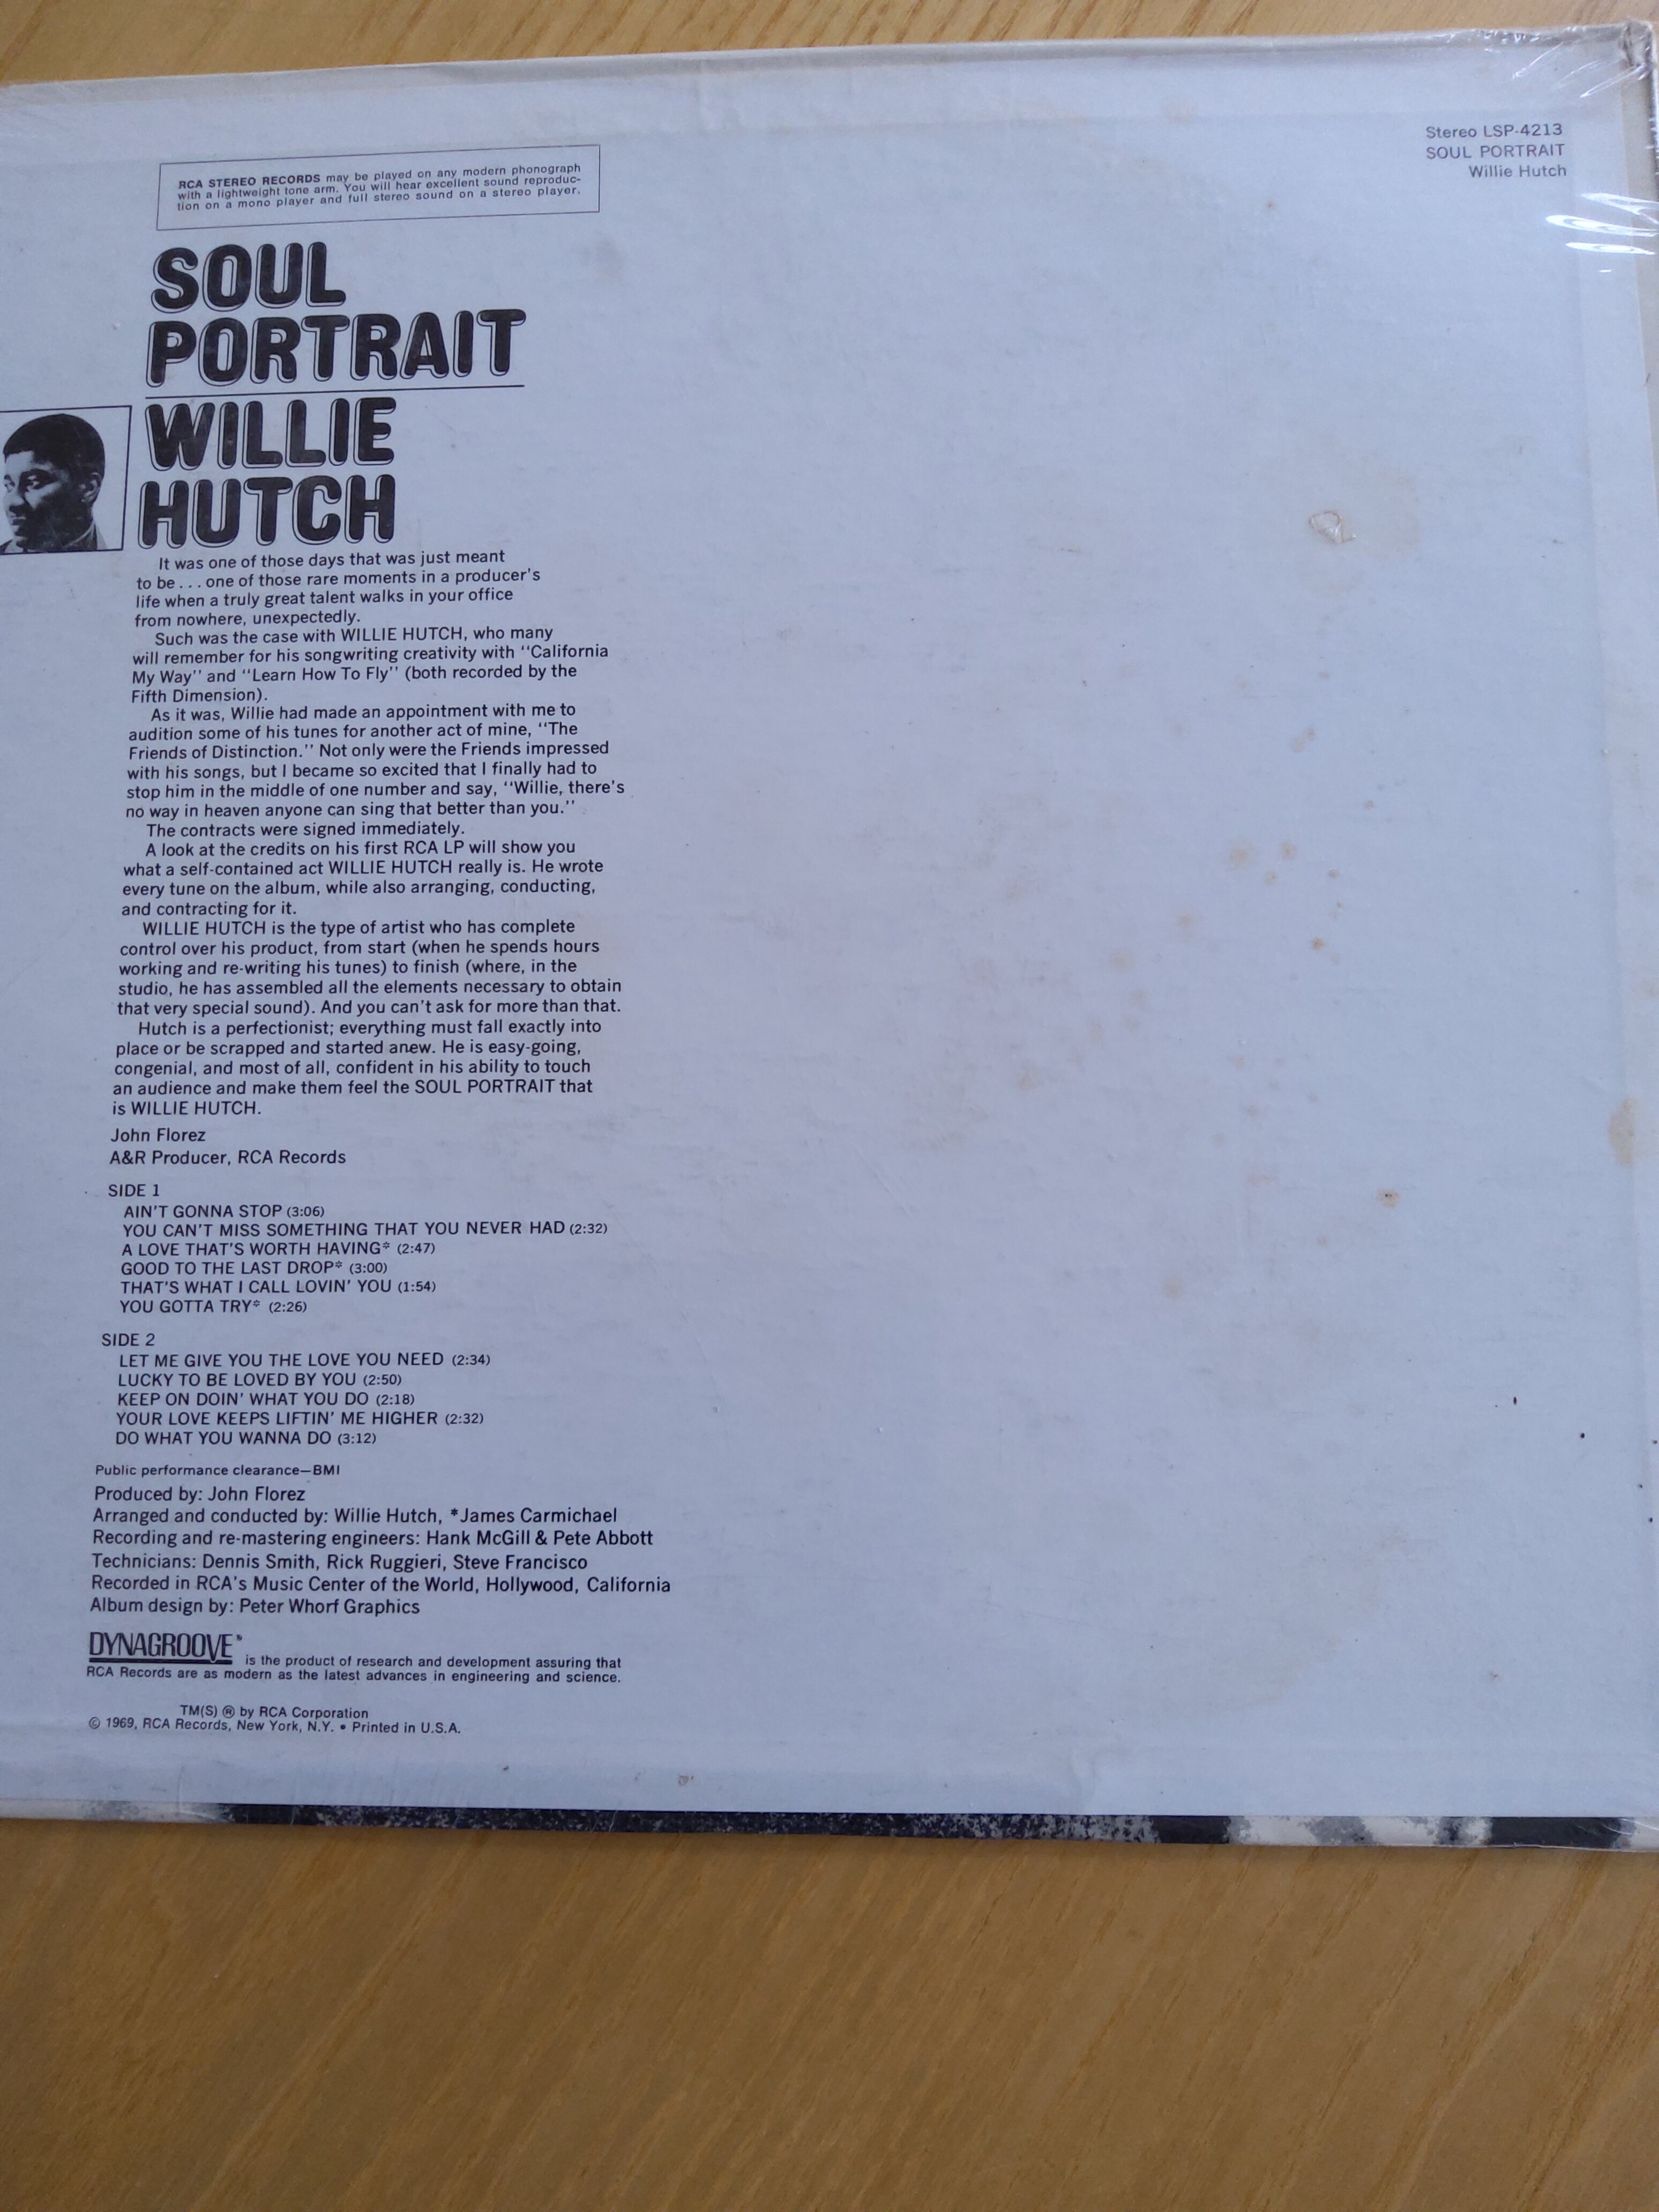 Stereo LSP-4213
SOUL PORTRAIT
Willie Hutch
RCA STEREO RECORDS may be played on any modern phonograph
with a lightweight tone arm. You will hear excellent sound reproduc-
tion on a mono player and full stereo sound on a stereo player.
SOUL
PORTRAIT
WILLIE
HUTCH
It was one of those days that was just meant
to be . . . one of those rare moments in a producer's
life when a truly great talent walks in your office
from nowhere, unexpectedly.
Such was the case with WILLIE HUTCH, who many
will remember for his songwriting creativity with "California
My Way" and "Learn How To Fly" (both recorded by the
Fifth Dimension).
As it was, Willie had made an appointment with me to
audition some of his tunes for another act of mine, "The
Friends of Distinction." Not only were the Friends impressed
with his songs, but I became so excited that I finally had to
stop him in the middle of one number and say, "Willie, there's
no way in heaven anyone can sing that better than you."
The contracts were signed immediately.
A look at the credits on his first RCA LP will show you
what a self-contained act WILLIE HUTCH really is. He wrote
every tune on the album, while also arranging, conducting,
and contracting for it.
WILLIE HUTCH is the type of artist who has complete
control over his product, from start (when he spends hours
working and re-writing his tunes) to finish (where, in the
studio, he has assembled all the elements necessary to obtain
that very special sound). And you can't ask for more than that.
Hutch is a perfectionist; everything must fall exactly into
place or be scrapped and started anew. He is easy-going,
congenial, and most of all, confident in his ability to touch
an audience and make them feel the SOUL PORTRAIT that
is WILLIE HUTCH.
John Florez
A&R Producer, RCA Records
SIDE 1
AIN'T GONNA STOP (3:06)
YOU CAN'T MISS SOMETHING THAT YOU NEVER HAD (2:32)
A LOVE THAT'S WORTH HAVING* (2:47)
GOOD TO THE LAST DROP* (3:00)
THAT'S WHAT I CALL LOVIN' YOU (1:54)
YOU GOTTA TRY* (2:26)
SIDE 2
LET ME GIVE YOU THE LOVE YOU NEED (2:34)
LUCKY TO BE LOVED BY YOU (2:50)
KEEP ON DOIN' WHAT YOU DO (2:18)
YOUR LOVE KEEPS LIFTIN' ME HIGHER (2:32)
DO WHAT YOU WANNA DO (3:12)
Public performance clearance—BMI
Produced by: John Florez
Arranged and conducted by: Willie Hutch, *James Carmichael
Recording and re-mastering engineers: Hank McGill & Pete Abbott
Technicians: Dennis Smith, Rick Ruggieri, Steve Francisco
Recorded in RCA's Music Center of the World, Hollywood, California
Album design by: Peter Whorf Graphics
DYNAGROOVE* is the product of research and development assuring that
RCA Records are as modern as the latest advances in engineering and science.
TM(S) ® by RCA Corporation
© 1969, RCA Records, New York, N.Y. • Printed in U.S.A.